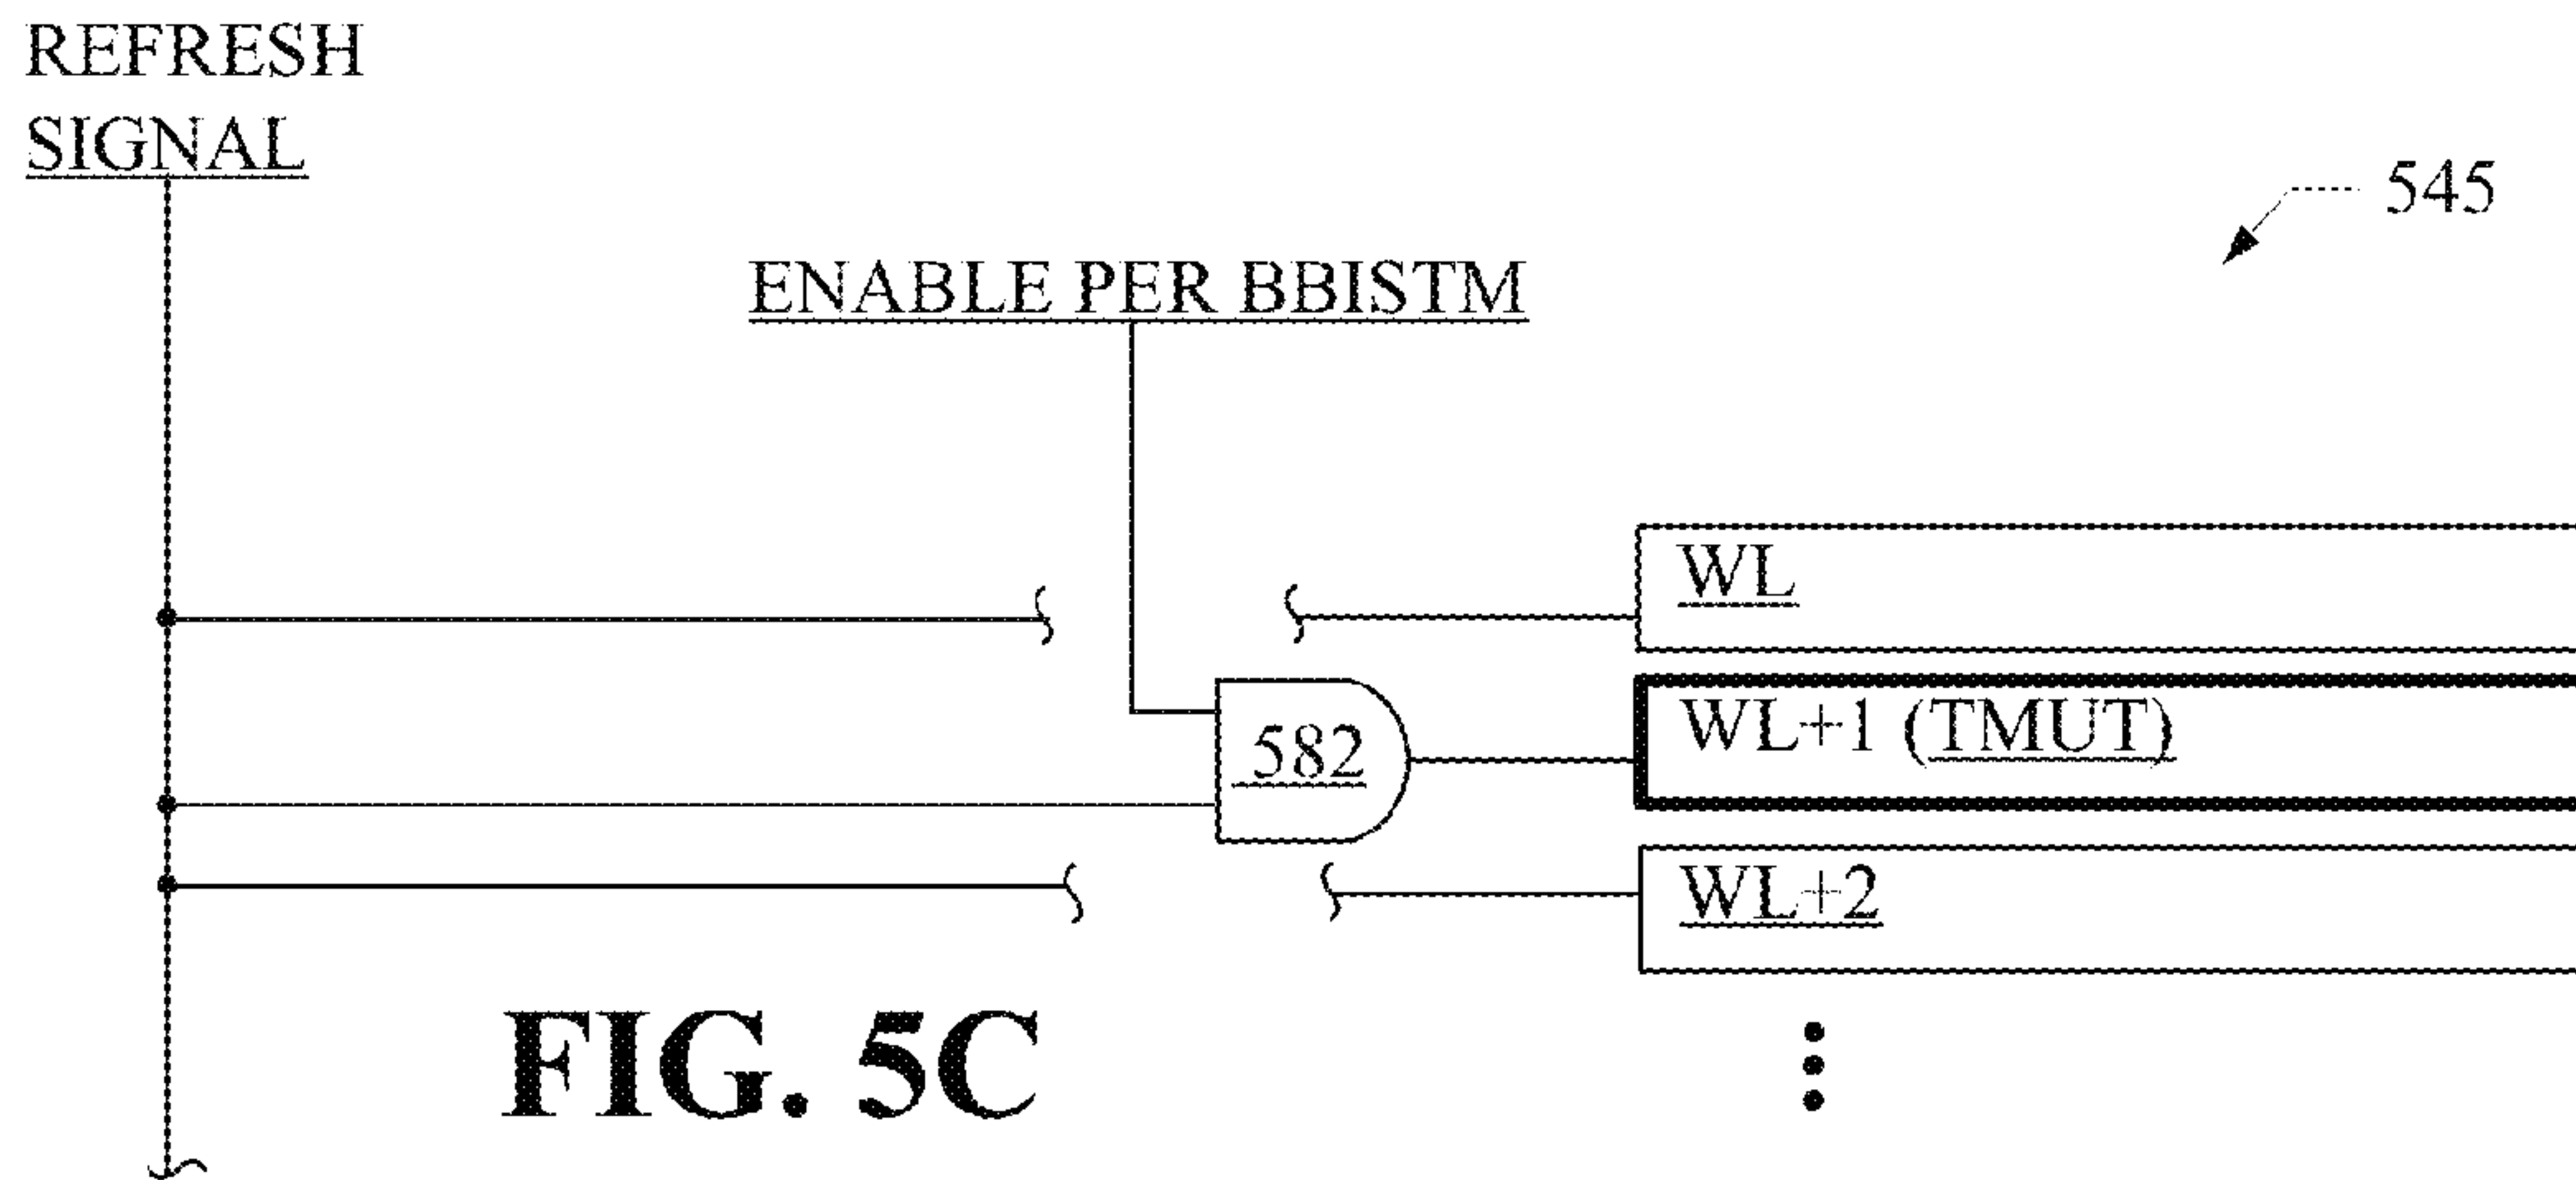 REFRESH
SIGNAL
545
ENABLE PER BBISTM
WL
WL+1 (TMUT)
582
WL+2
FIG. 5C